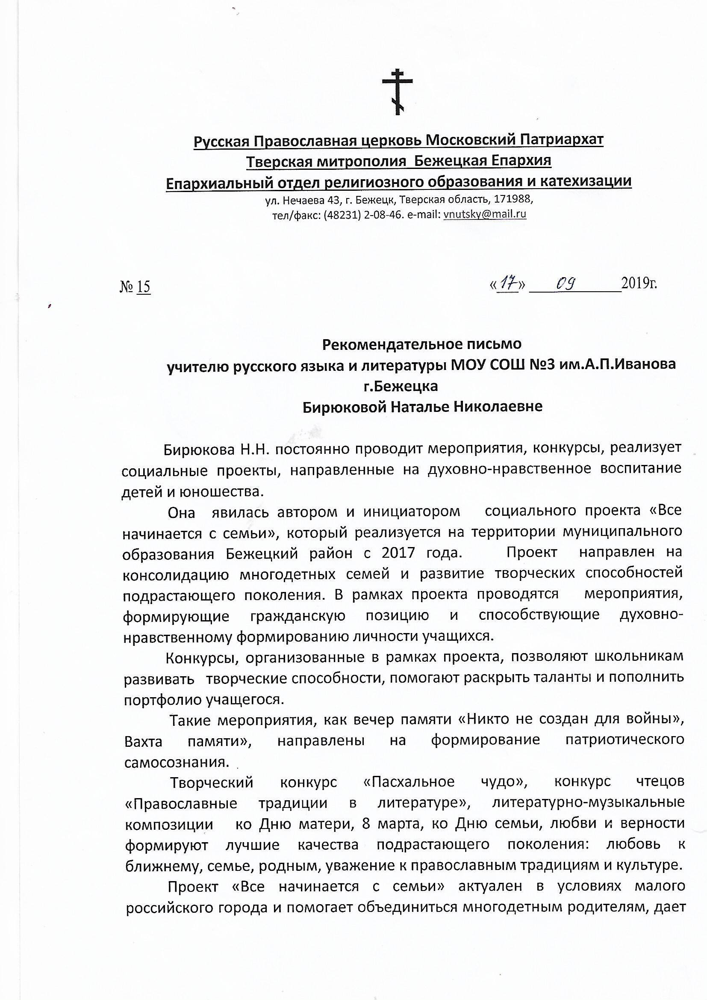 Русская Православная церковь Московский Патриархат
Тверская митрополия  Бежецкая Епархия
Епархиальный отдел религиозного образования и катехизации
ул. Нечаева 43, г. Бежецк, Тверская область, 171988,
тел/факс: (48231) 2-08-46. e-mail: vnutsky@mail.ru
№ 15 «17» 09 2019г.
Рекомендательное письмо
учителю русского языка и литературы МОУ СОШ №3 им.А.П.Иванова
г.Бежецка
Бирюковой Наталье Николаевне
Бирюкова Н.Н. постоянно проводит мероприятия, конкурсы, реализует
социальные проекты, направленные на духовно-нравственное воспитание
детей и юношества.
Она явилась автором и инициатором социального проекта «Все
начинается с семьи», который реализуется на территории муниципального
образования Бежецкий район с 2017 года. Проект направлен на
консолидацию многодетных семей и развитие творческих способностей
подрастающего поколения. В рамках проекта проводятся мероприятия,
формирующие гражданскую позицию и способствующие духовно-
нравственному формированию личности учащихся.
Конкурсы, организованные в рамках проекта, позволяют школьникам
развивать творческие способности, помогают раскрыть таланты и пополнить
портфолио учащегося.
Такие мероприятия, как вечер памяти «Никто не создан для войны»,
Вахта памяти», направлены на формирование патриотического
самосознания.
Творческий конкурс «Пасхальное чудо», конкурс чтецов
«Православные традиции в литературе», литературно-музыкальные
композиции ко Дню матери, 8 марта, ко Дню семьи, любви и верности
формируют лучшие качества подрастающего поколения: любовь к
ближнему, семье, родным, уважение к православным традициям и культуре.
Проект «Все начинается с семьи» актуален в условиях малого
российского города и помогает объединиться многодетным родителям, дает